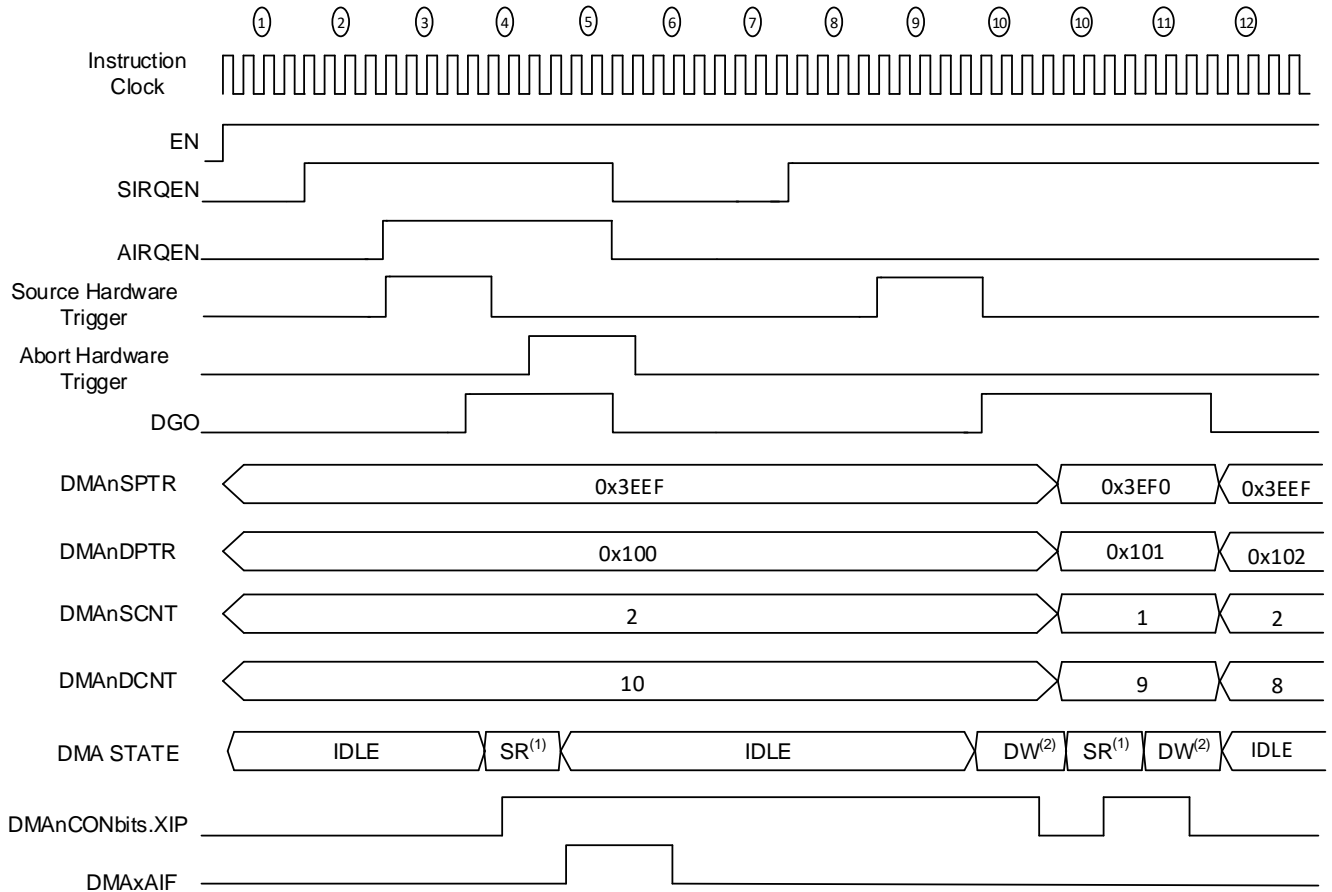 ① ② ③ ④ ⑤ ⑥ ⑦ ⑧ ⑨ ⑩ ⑩ ⑪ ⑫
Instruction
Clock
EN
SIRQEN
AIRQEN
Source Hardware
Trigger
Abort Hardware
Trigger
DGO
DMAnSPTR 0x3EEF 0x3EF0 0x3EEF
DMAnDPTR 0x100 0x101 0x102
DMAnSCNT 2 1 2
DMAnDCNT 10 9 8
DMA STATE IDLE SR(1) IDLE DW(2) SR(1) DW(2) IDLE
DMAnCONbits.XIP
DMAxAIF